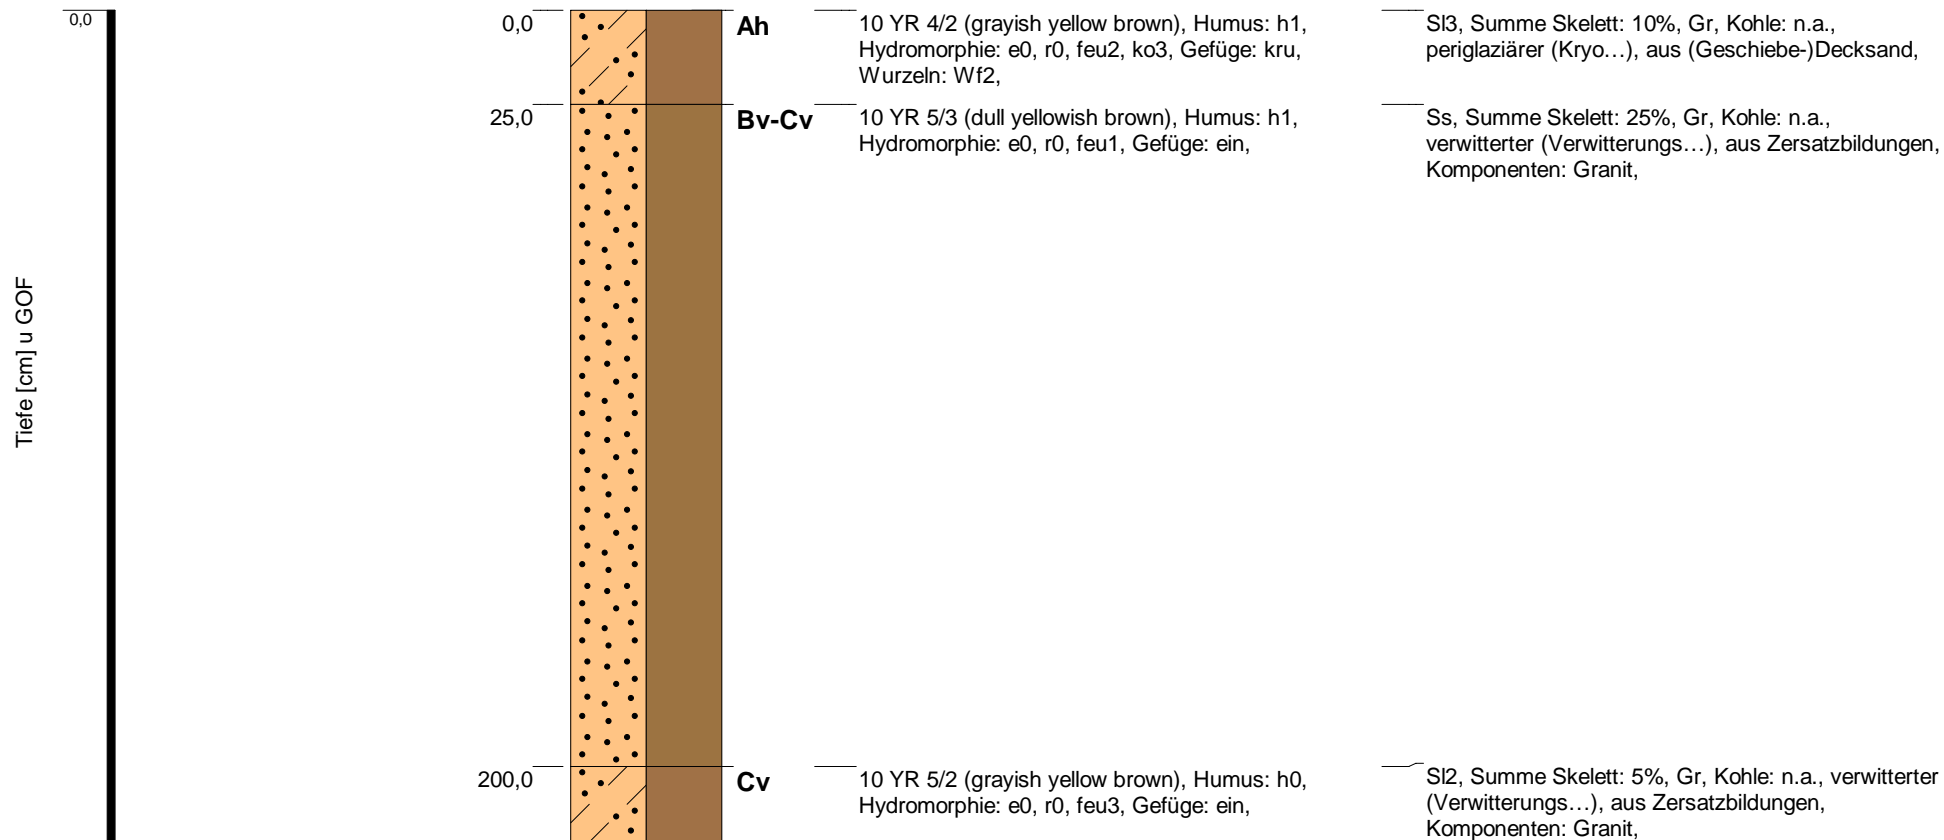 0,0
Tiefe [cm] u GOF
0,0
Ah
10 YR 4/2 (grayish yellow brown), Humus: h1,
Hydromorphie: e0, r0, feu2, ko3, Gefüge: kru,
Wurzeln: Wf2,
Sl3, Summe Skelett: 10%, Gr, Kohle: n.a.,
periglaziärer (Kryo…), aus (Geschiebe-)Decksand,
25,0
Bv-Cv
10 YR 5/3 (dull yellowish brown), Humus: h1,
Hydromorphie: e0, r0, feu1, Gefüge: ein,
Ss, Summe Skelett: 25%, Gr, Kohle: n.a.,
verwitterter (Verwitterungs…), aus Zersatzbildungen,
Komponenten: Granit,
200,0
Cv
10 YR 5/2 (grayish yellow brown), Humus: h0,
Hydromorphie: e0, r0, feu3, Gefüge: ein,
Sl2, Summe Skelett: 5%, Gr, Kohle: n.a., verwitterter
(Verwitterungs…), aus Zersatzbildungen,
Komponenten: Granit,